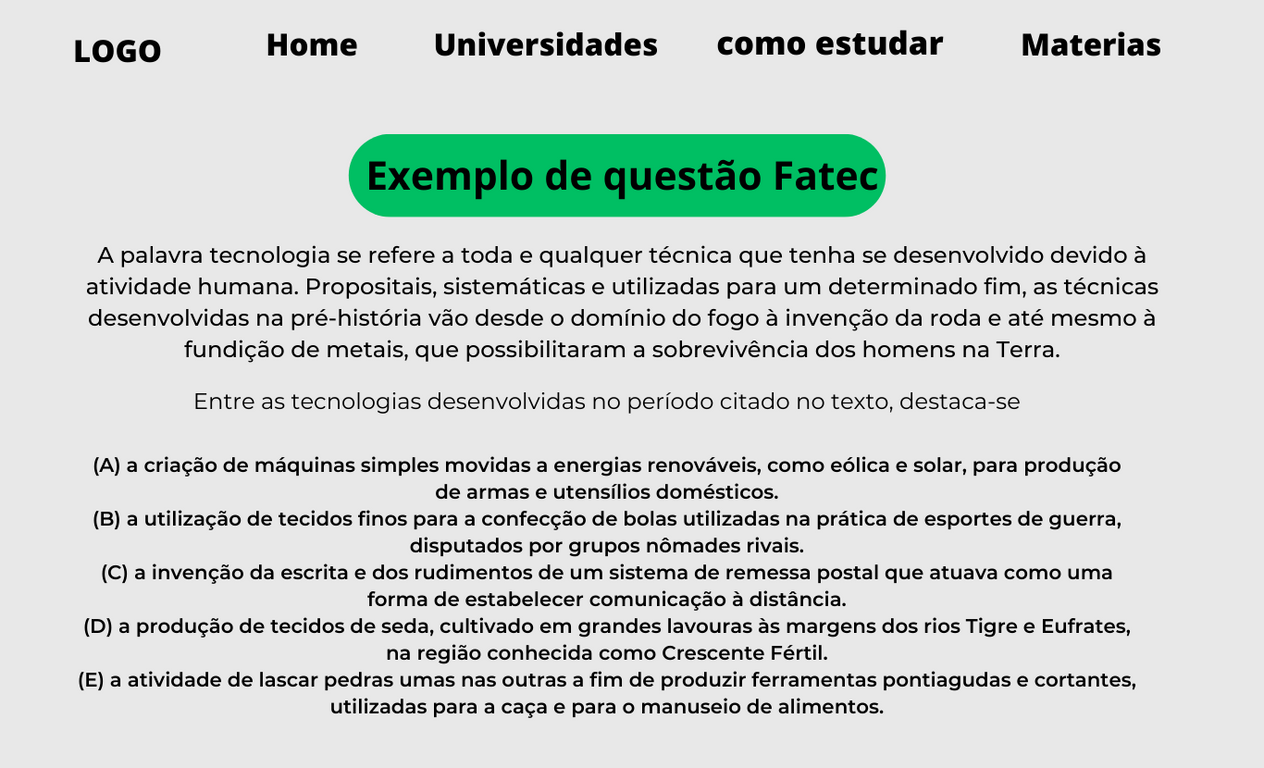 LOGO Home Universidades como estudar Materias
Exemplo de questão Fatec
A palavra tecnologia se refere a toda e qualquer técnica que tenha se desenvolvido devido à
atividade humana. Propositais, sistemáticas e utilizadas para um determinado fim, as técnicas
desenvolvidas na pré-história vão desde o domínio do fogo à invenção da roda e até mesmo à
fundição de metais, que possibilitaram a sobrevivência dos homens na Terra.
Entre as tecnologias desenvolvidas no período citado no texto, destaca-se
(A) a criação de máquinas simples movidas a energias renováveis, como eólica e solar, para produção
de armas e utensílios domésticos.
(B) a utilização de tecidos finos para a confecção de bolas utilizadas na prática de esportes de guerra,
disputados por grupos nômades rivais.
(C) a invenção da escrita e dos rudimentos de um sistema de remessa postal que atuava como uma
forma de estabelecer comunicação à distância.
(D) a produção de tecidos de seda, cultivado em grandes lavouras às margens dos rios Tigre e Eufrates,
na região conhecida como Crescente Fértil.
(E) a atividade de lascar pedras umas nas outras a fim de produzir ferramentas pontiagudas e cortantes,
utilizadas para a caça e para o manuseio de alimentos.